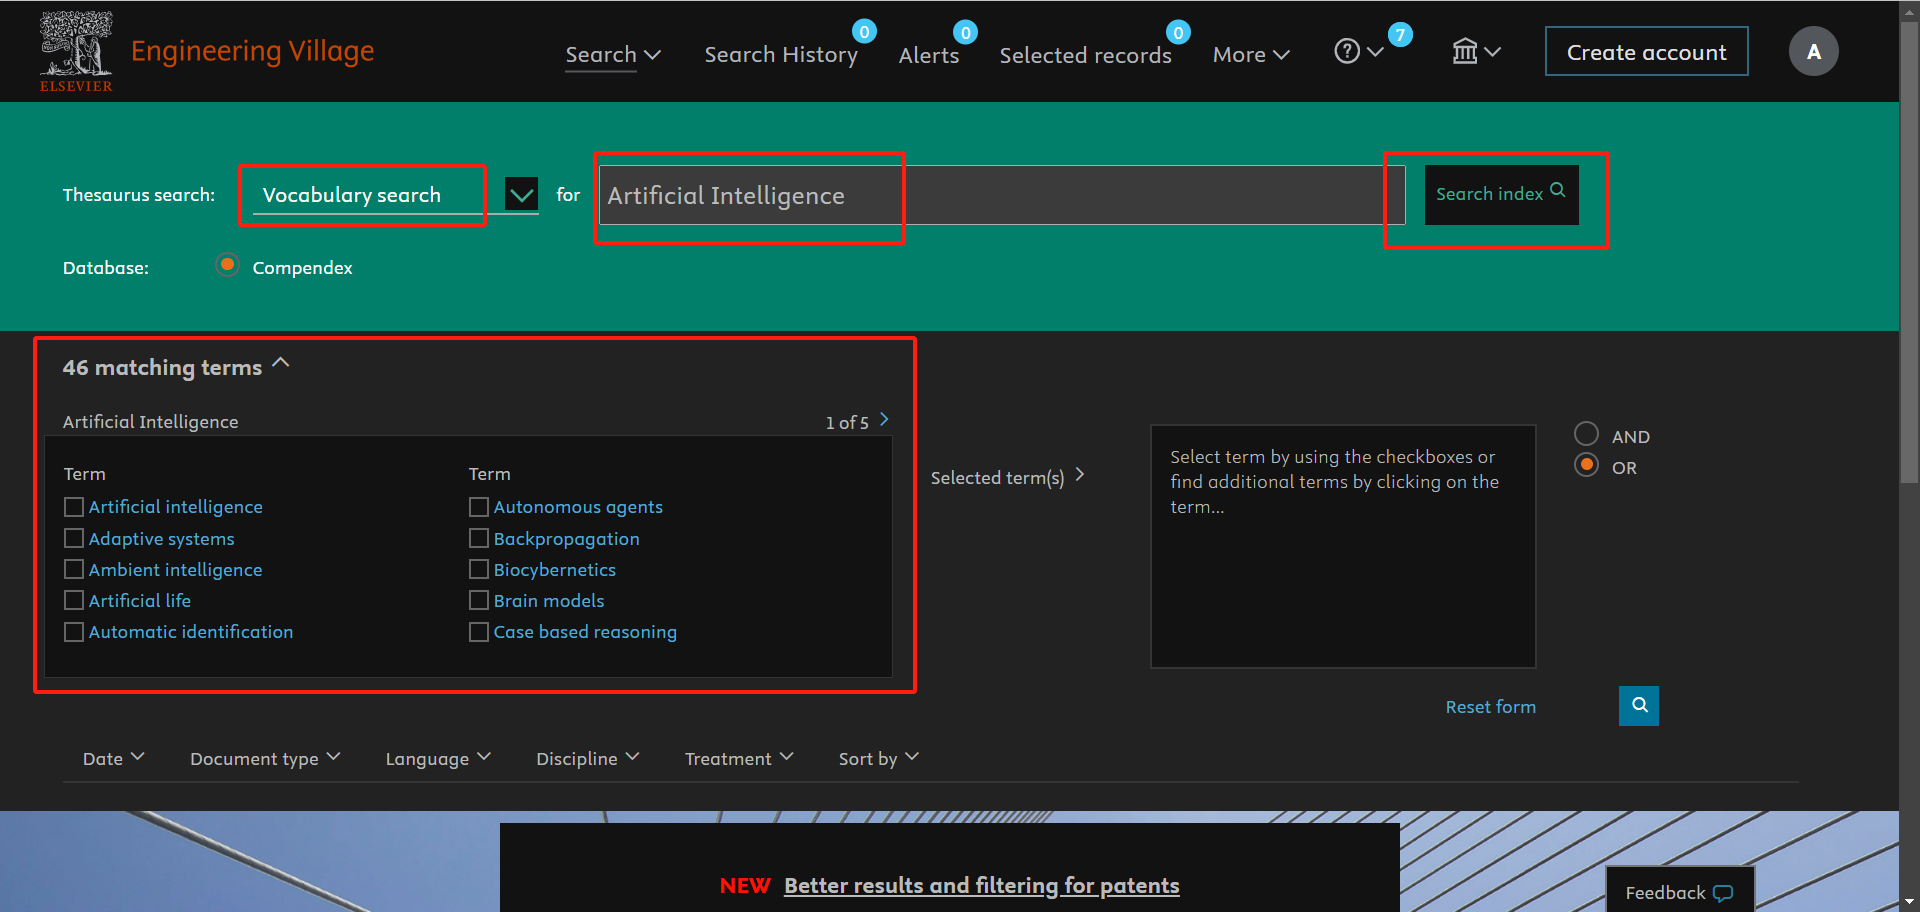 ELSEVIER
Engineering Village
Search
Search History
0
Alerts
0
Selected records
0
More
?
7
Create account
A
Thesaurus search:
Vocabulary search
for
Artificial Intelligence
Search index
Database:
Compendex
46 matching terms
Artificial Intelligence
1 of 5
Term
Artificial intelligence
Adaptive systems
Ambient intelligence
Artificial life
Automatic identification
Term
Autonomous agents
Backpropagation
Biocybernetics
Brain models
Case based reasoning
Selected term(s)
Select term by using the checkboxes or
find additional terms by clicking on the
term...
AND
OR
Reset form
Date
Document type
Language
Discipline
Treatment
Sort by
NEW Better results and filtering for patents
Feedback